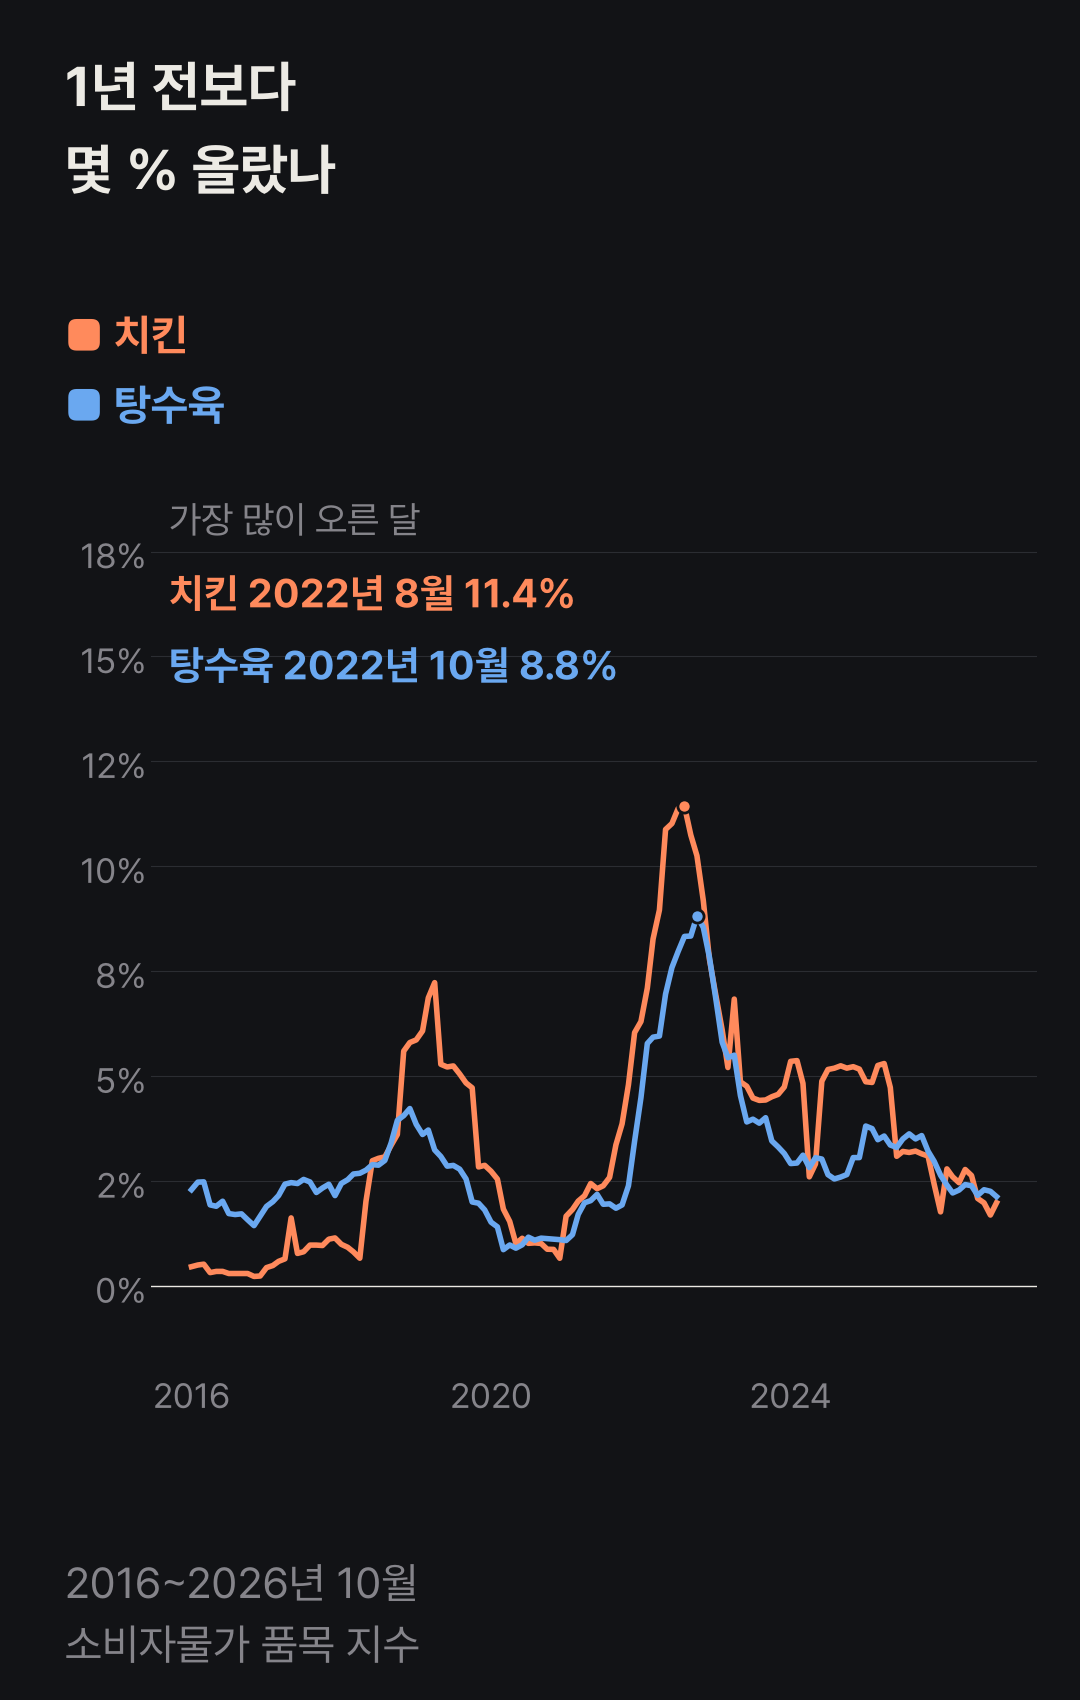 1년 전보다
몇 % 올랐나
치킨
탕수육
가장 많이 오른 달
18%
치킨 2022년 8월 11.4%
15%
탕수육 2022년 10월 8.8%
12%
10%
8%
5%
2%
0%
2016 2020 2024
2016~2026년 10월
소비자물가 품목 지수